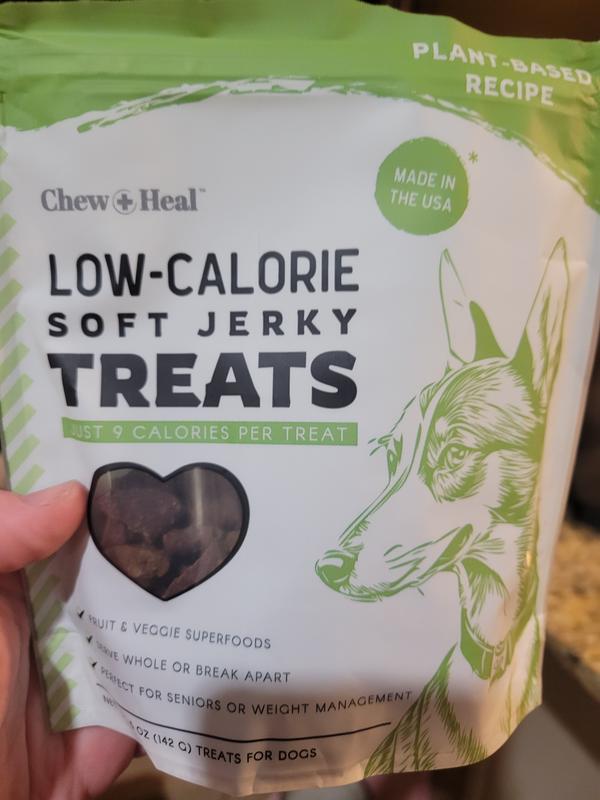 PLANT-BASED
RECIPE
MADE IN
THE USA*
Chew + Heal™
LOW-CALORIE
SOFT JERKY
TREATS
JUST 9 CALORIES PER TREAT
✓ FRUIT & VEGGIE SUPERFOODS
✓ SERVE WHOLE OR BREAK APART
✓ PERFECT FOR SENIORS OR WEIGHT MANAGEMENT
OZ (142 G) TREATS FOR DOGS